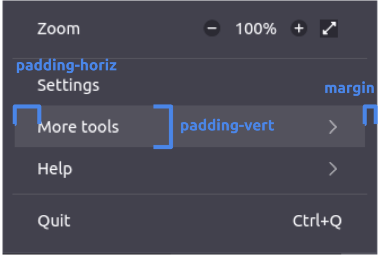 Zoom − 100% +
padding-horiz
Settings
margin
More tools padding-vert >
Help >
Quit Ctrl+Q